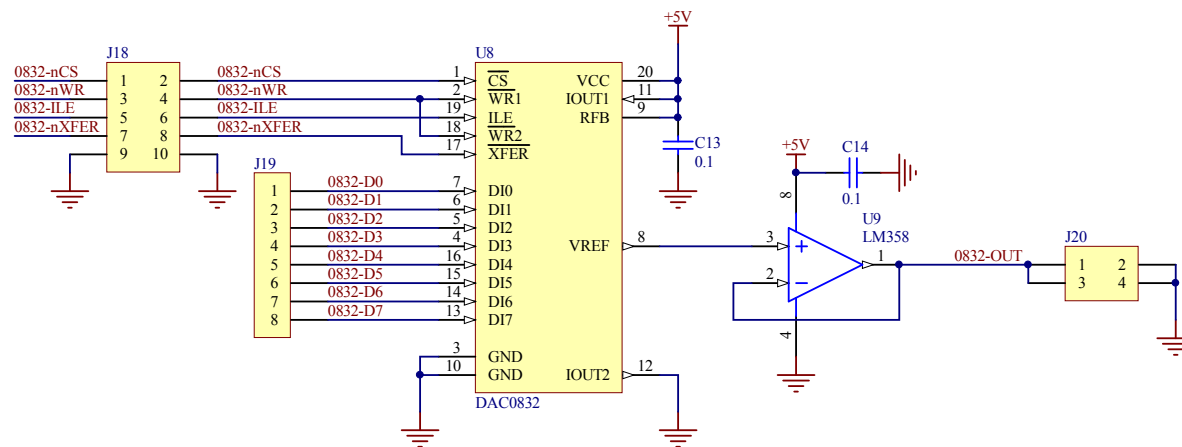 +5V
J18
U8
0832-nCS
1
2
0832-nCS
1
CS
VCC
20
0832-nWR
3
4
0832-nWR
2
WR1
IOUT1
11
0832-ILE
5
6
0832-ILE
19
ILE
RFB
9
0832-nXFER
7
8
0832-nXFER
18
WR2
9
10
17
XFER
C13
0.1
+5V
C14
0.1
J19
1
0832-D0
7
DI0
2
0832-D1
6
DI1
3
0832-D2
5
DI2
4
0832-D3
4
DI3
5
0832-D4
16
DI4
6
0832-D5
15
DI5
7
0832-D6
14
DI6
8
0832-D7
13
DI7
VREF
8
8
U9
LM358
3
+
2
−
1
4
0832-OUT
J20
1
2
3
4
3
GND
10
GND
IOUT2
12
DAC0832